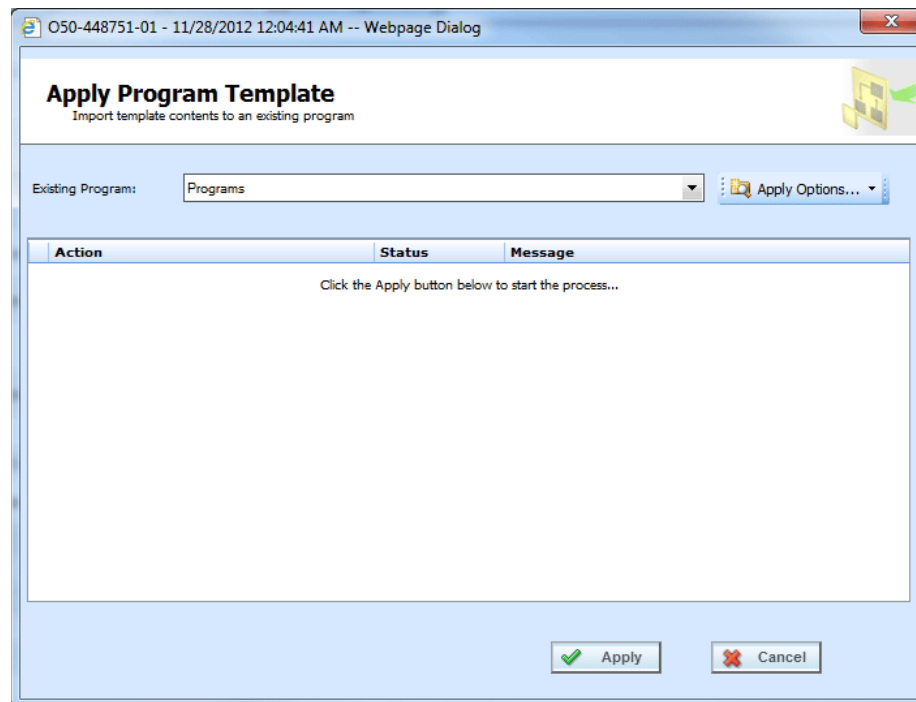 O50-448751-01 - 11/28/2012 12:04:41 AM -- Webpage Dialog
x
Apply Program Template
Import template contents to an existing program
Existing Program: Programs Apply Options...
Action Status Message
Click the Apply button below to start the process...
Apply Cancel